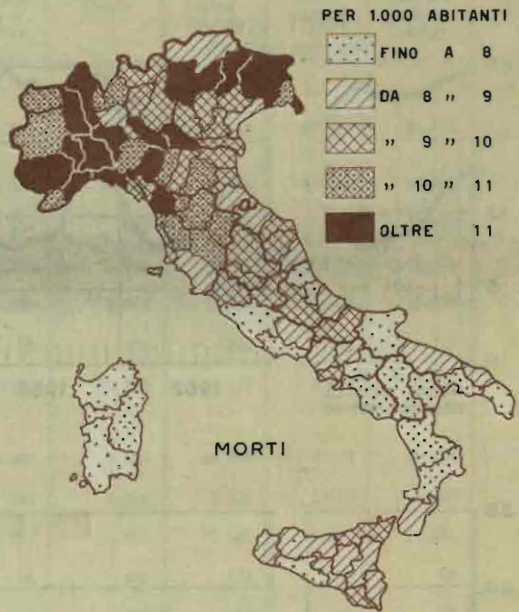 PER 1.000 ABITANTI
FINO A 8
DA 8 " 9
" 9 " 10
" 10 " 11
OLTRE 11
MORTI